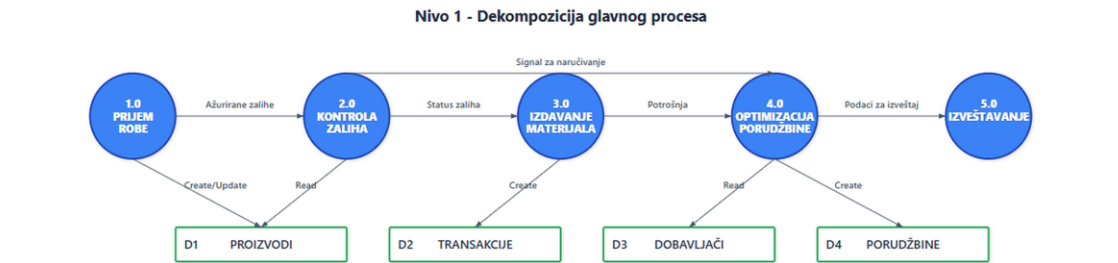 Nivo 1 - Dekompozicija glavnog procesa
Signal za naručivanje
1.0
PRIJEM
ROBE
Ažurirane zalihe
2.0
KONTROLA
ZALIHA
Status zaliha
3.0
IZDAVANJE
MATERIJALA
Potrošnja
4.0
OPTIMIZACIJA
PORUDŽBINE
Podaci za izveštaj
5.0
IZVEŠTAVANJE
Create/Update
Read
Create
Read
Create
D1 PROIZVODI
D2 TRANSAKCIJE
D3 DOBAVLJAČI
D4 PORUDŽBINE